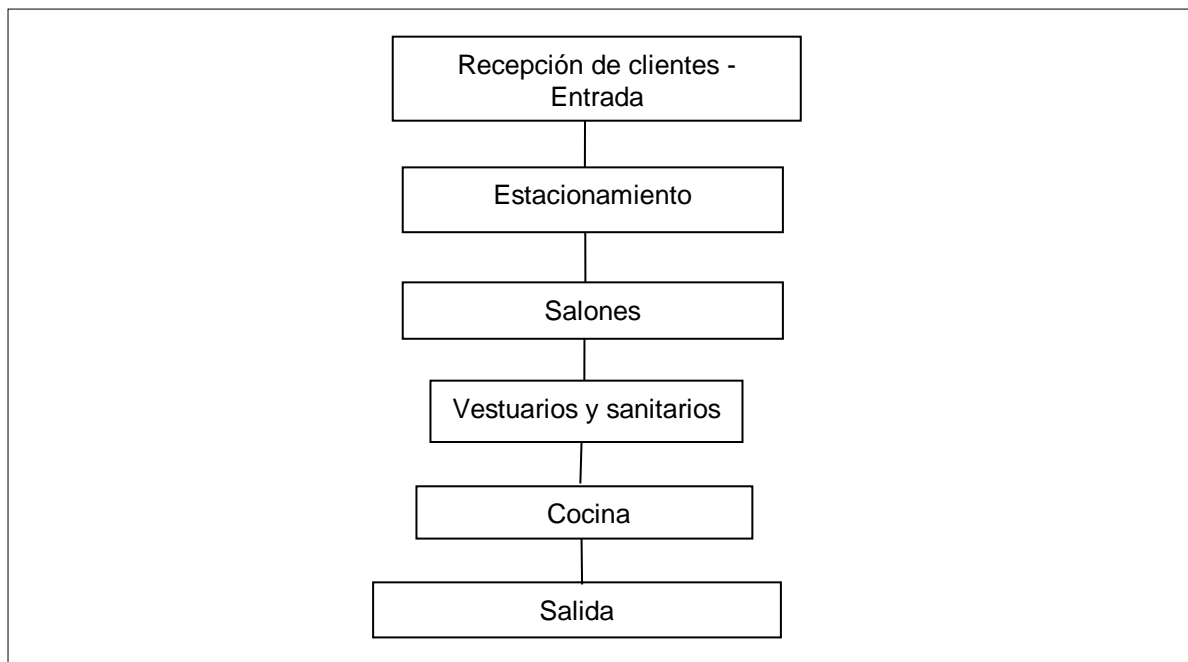 Recepción de clientes -
Entrada
Estacionamiento
Salones
Vestuarios y sanitarios
Cocina
Salida